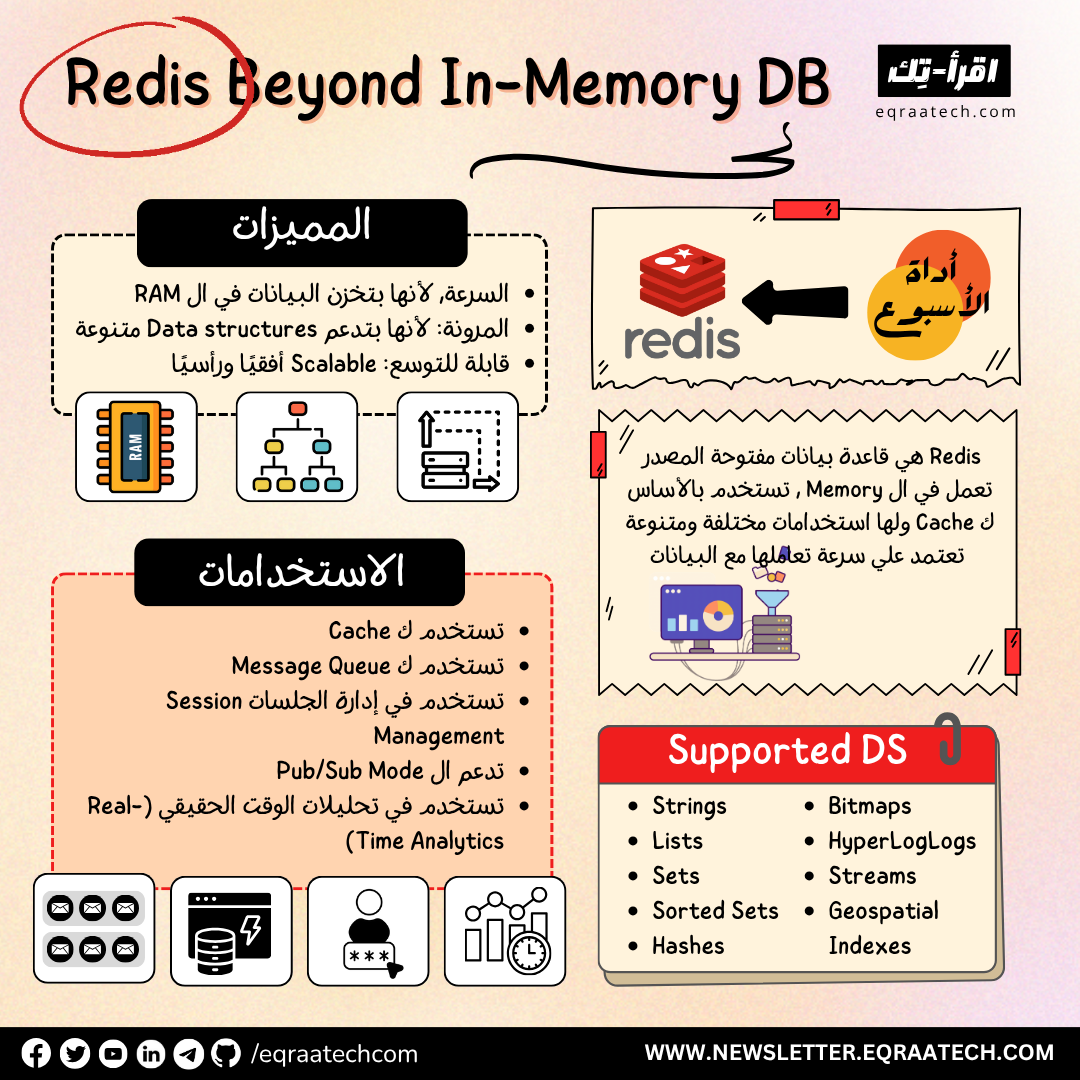 Redis Beyond In-Memory DB
اقرأ-تِك
eqraatech.com
أداة
الأسبوع
redis
المميزات
السرعة, لأنها بتخزن البيانات في ال RAM
المرونة: لأنها بتدعم Data structures متنوعة
قابلة للتوسع: Scalable أفقيًا ورأسيًا
RAM
Redis هي قاعدة بيانات مفتوحة المصدر
تعمل في ال Memory , تستخدم بالأساس
ك Cache ولها استخدامات مختلفة ومتنوعة
تعتمد علي سرعة تعاملها مع البيانات
الاستخدامات
تستخدم ك Cache
تستخدم ك Message Queue
تستخدم في إدارة الجلسات Session
Management
تدعم ال Pub/Sub Mode
تستخدم في تحليلات الوقت الحقيقي (Real-
Time Analytics)
***
Supported DS
Strings
Lists
Sets
Sorted Sets
Hashes
Bitmaps
HyperLogLogs
Streams
Geospatial
Indexes
/eqraatechcom
WWW.NEWSLETTER.EQRAATECH.COM